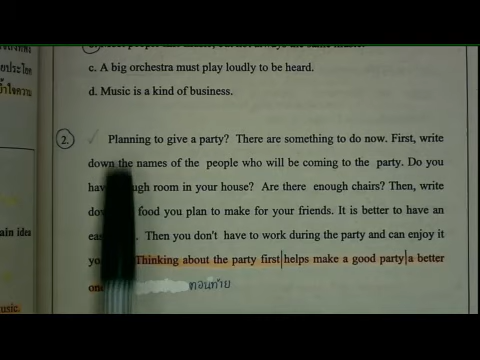 c. A big orchestra must play loudly to be heard.
d. Music is a kind of business.
2. Planning to give a party? There are something to do now. First, write
down the names of the people who will be coming to the party. Do you
room in your house? Are there enough chairs? Then, write
food you plan to make for your friends. It is better to have an
Then you don't have to work during the party and can enjoy it
Thinking about the party first helps make a good party a better
ตอนท้าย
ain idea
usic.